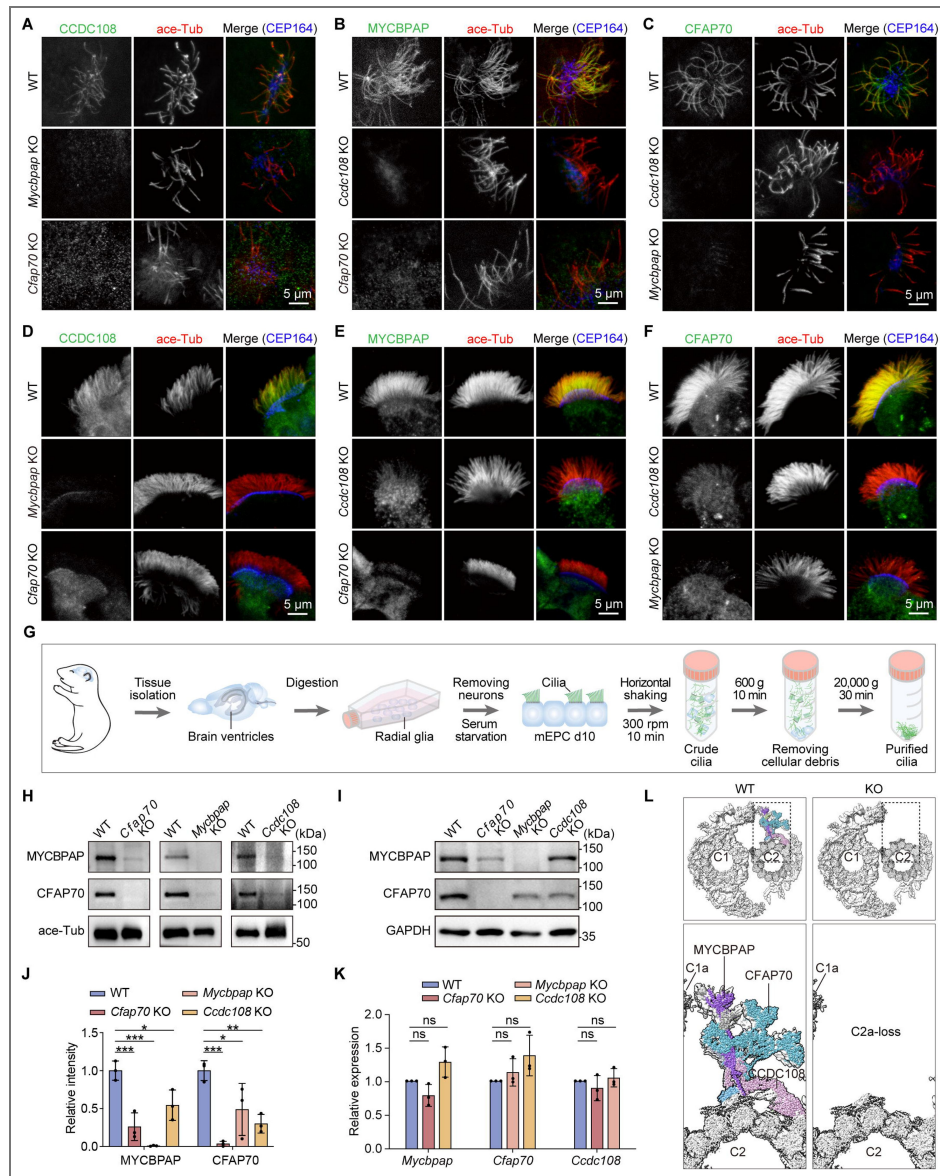 A
CCDC108 ace-Tub Merge (CEP164)
WT
Mycbpap KO
Cfap70 KO
5 μm
B
MYCBPAP ace-Tub Merge (CEP164)
WT
Ccdc108 KO
Cfap70 KO
5 μm
C
CFAP70 ace-Tub Merge (CEP164)
WT
Ccdc108 KO
Mycbpap KO
5 μm
D
CCDC108 ace-Tub Merge (CEP164)
WT
Mycbpap KO
Cfap70 KO
5 μm
E
MYCBPAP ace-Tub Merge (CEP164)
WT
Ccdc108 KO
Cfap70 KO
5 μm
F
CFAP70 ace-Tub Merge (CEP164)
WT
Ccdc108 KO
Mycbpap KO
5 μm
G
Tissue
isolation
Brain ventricles
Digestion
Radial glia
Removing
neurons
Serum
starvation
Cilia
mEPC d10
Horizontal
shaking
300 rpm
10 min
Crude
cilia
600 g
10 min
Removing
cellular debris
20,000 g
30 min
Purified
cilia
H
WT Cfap70 KO WT Mycbpap KO WT Ccdc108 KO (kDa)
MYCBPAP 150 100
CFAP70 150 100
ace-Tub 50
I
WT Cfap70 KO Mycbpap KO Ccdc108 KO (kDa)
MYCBPAP 150 100
CFAP70 150 100
GAPDH 35
J
WT Mycbpap KO
Cfap70 KO Ccdc108 KO
Relative intensity
1.5
1.0
0.5
0.0
*
***
***
**
*
***
MYCBPAP CFAP70
K
WT Mycbpap KO
Cfap70 KO Ccdc108 KO
Relative expression
2.0
1.5
1.0
0.5
0.0
ns ns ns
ns ns ns
Mycbpap Cfap70 Ccdc108
L
WT KO
C1 C2 C1 C2
MYCBPAP
C1a CFAP70
CCDC108
C2
C1a
C2a-loss
C2